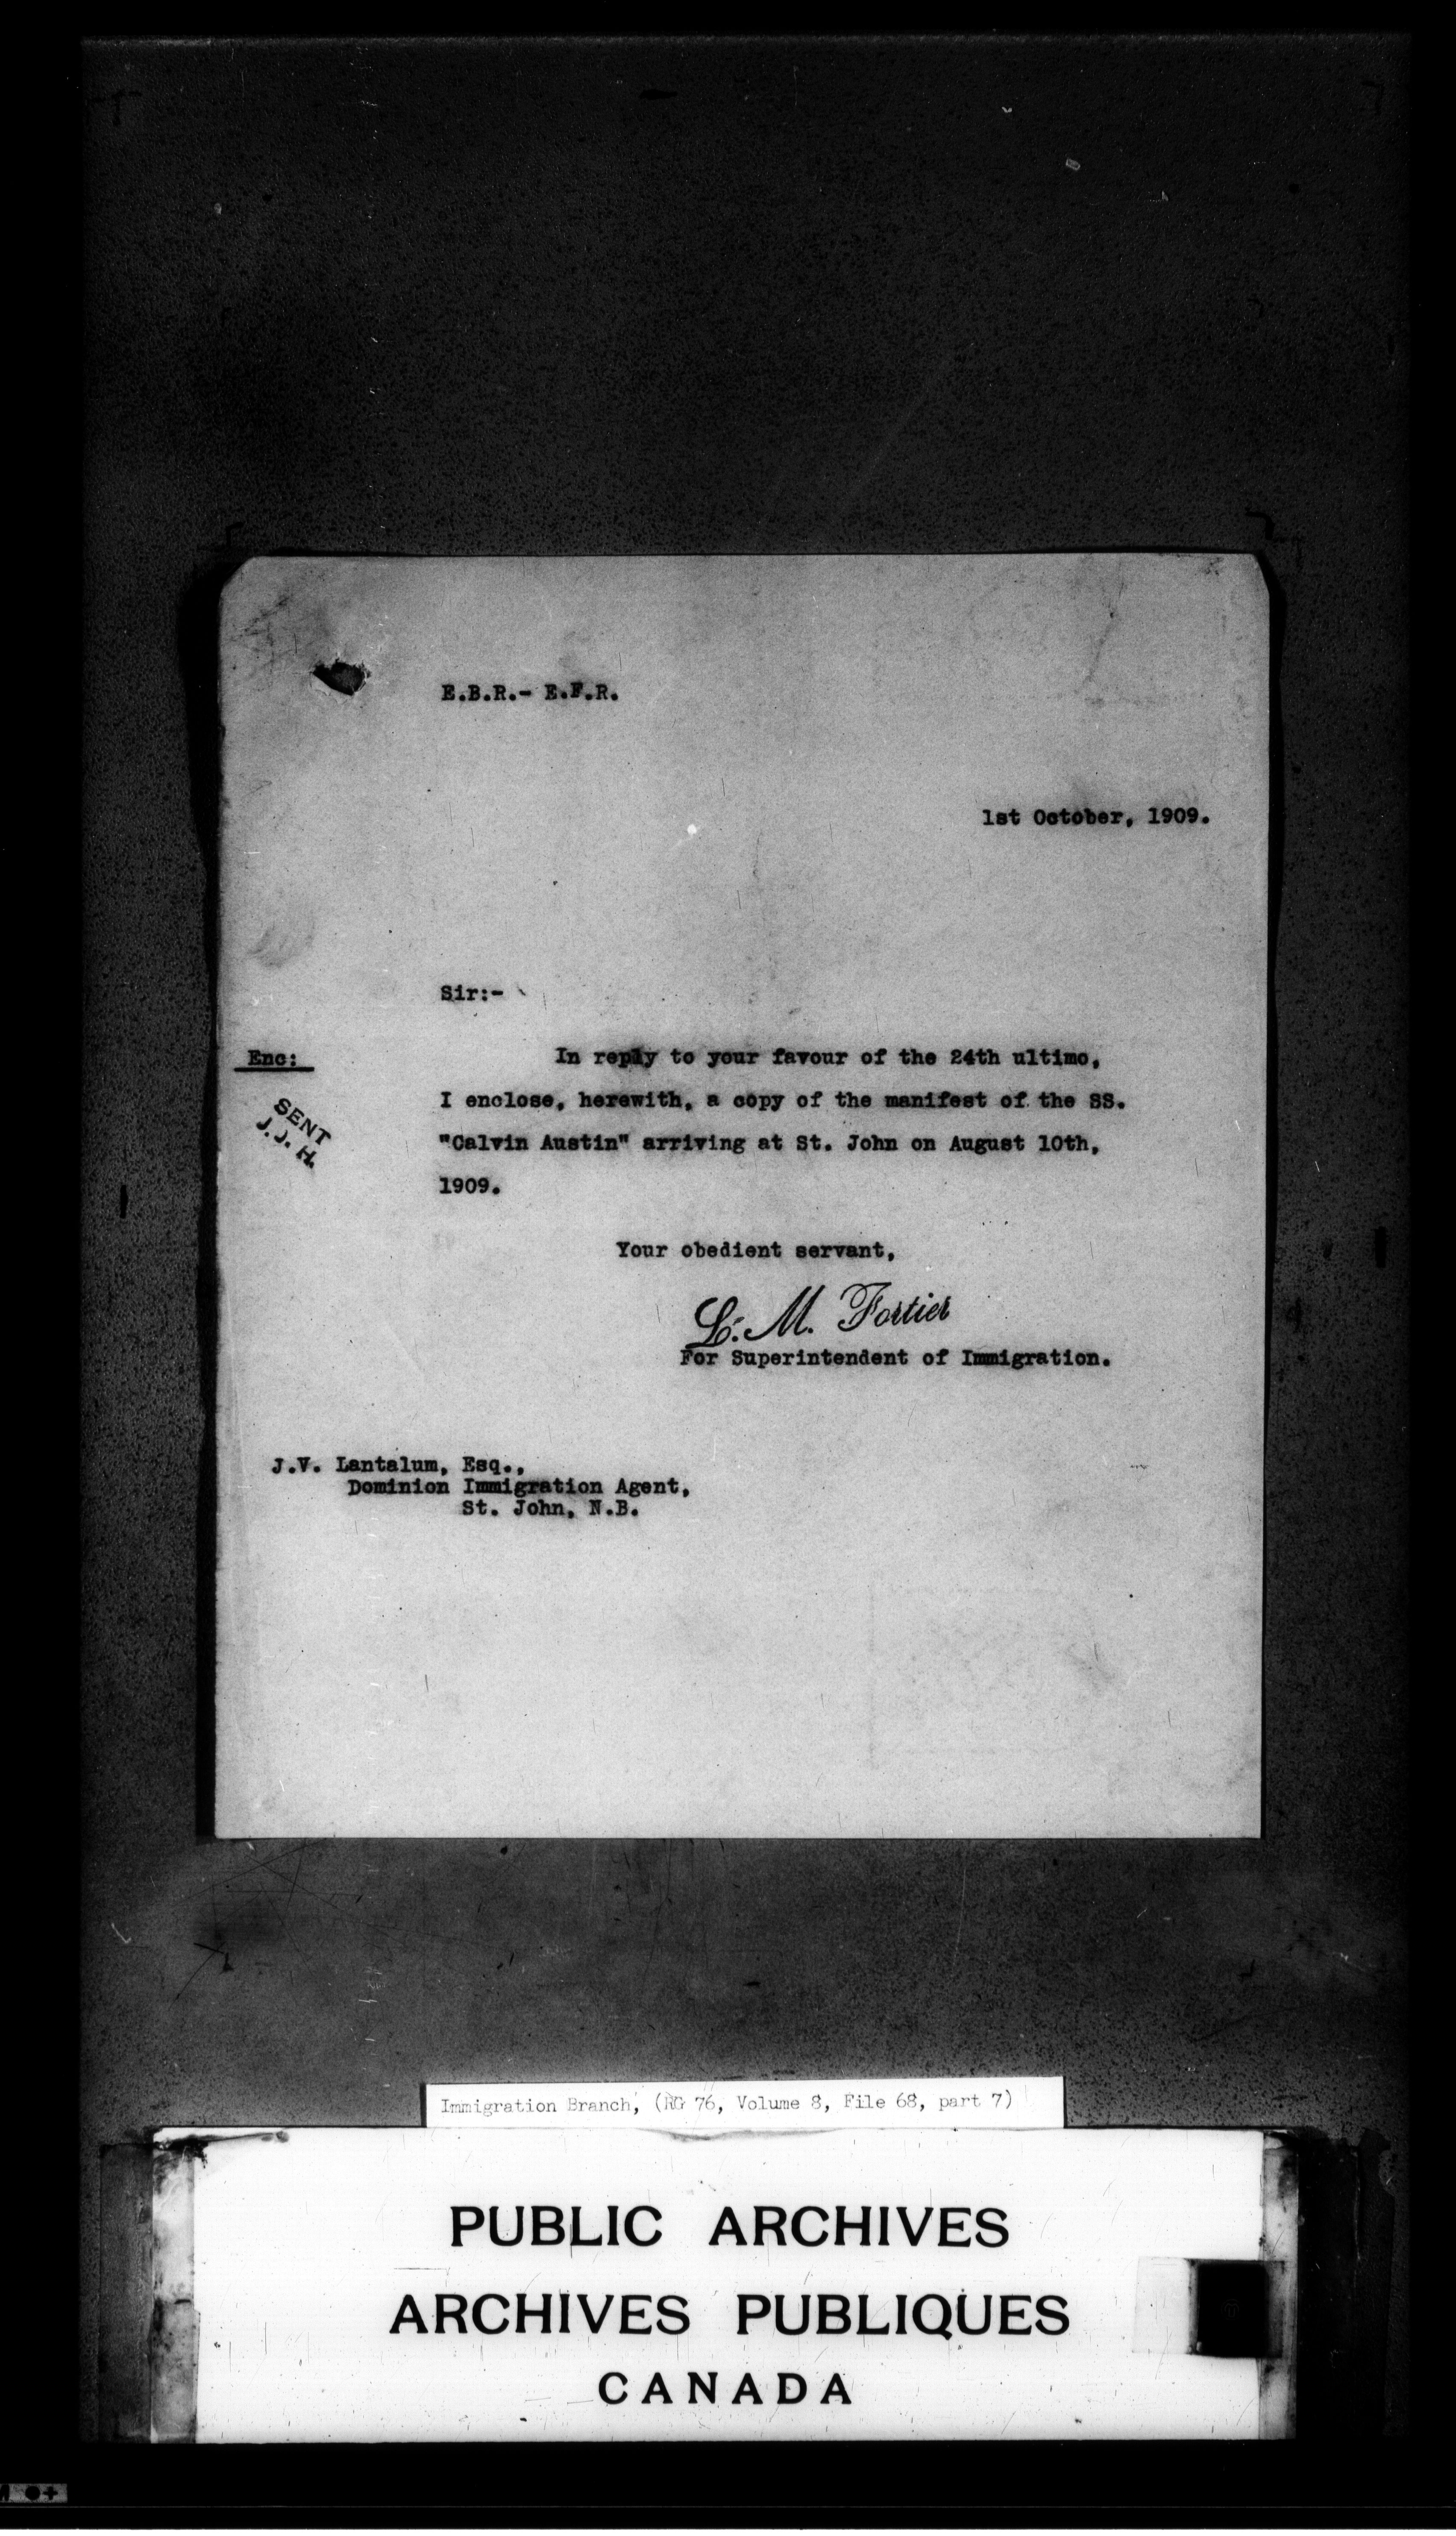 E.B.R.- E.F.R.
1st October, 1909.
Sir:-
Enc:
In reply to your favour of the 24th ultimo,
I enclose, herewith, a copy of the manifest of the SS.
"Calvin Austin" arriving at St. John on August 10th,
1909.
SENT
J. J. H.
Your obedient servant,
L. M. Fortier
For Superintendent of Immigration.
J.V. Lantalum, Esq.,
Dominion Immigration Agent,
St. John, N.B.
Immigration Branch, (RG 76, Volume 8, File 68, part 7)
PUBLIC ARCHIVES
ARCHIVES PUBLIQUES
CANADA